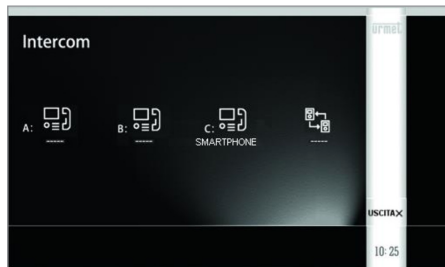 urmet
Intercom
A:
B:
C:
-----
-----
SMARTPHONE
-----
USCITA X
10: 25